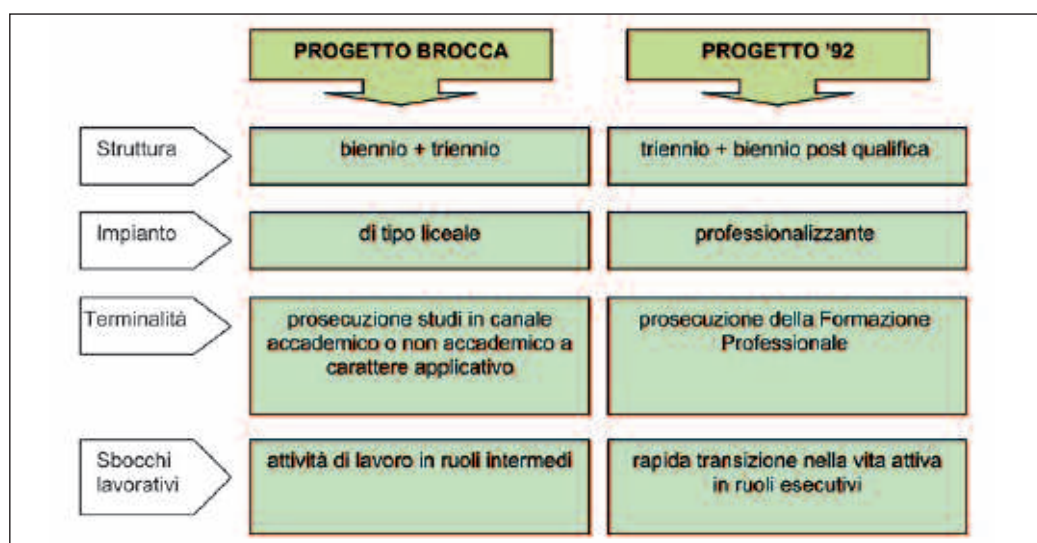 PROGETTO BROCCA
PROGETTO '92
Struttura
biennio + triennio
triennio + biennio post qualifica
Impianto
di tipo liceale
professionalizzante
Terminalità
prosecuzione studi in canale
accademico o non accademico a
carattere applicativo
prosecuzione della Formazione
Professionale
Sbocchi
lavorativi
attività di lavoro in ruoli intermedi
rapida transizione nella vita attiva
in ruoli esecutivi